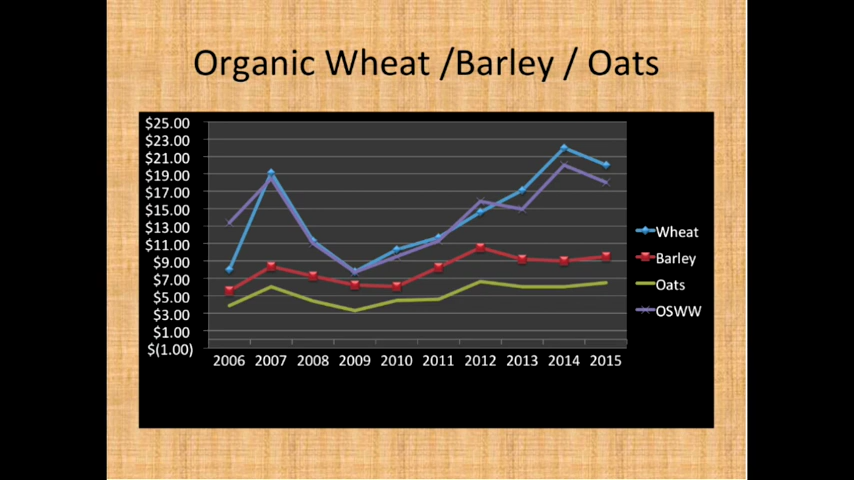 Organic Wheat /Barley / Oats
$25.00
$23.00
$21.00
$19.00
$17.00
$15.00
$13.00
$11.00
$9.00
$7.00
$5.00
$3.00
$1.00
$(1.00)
2006 2007 2008 2009 2010 2011 2012 2013 2014 2015
Wheat
Barley
Oats
OSWW